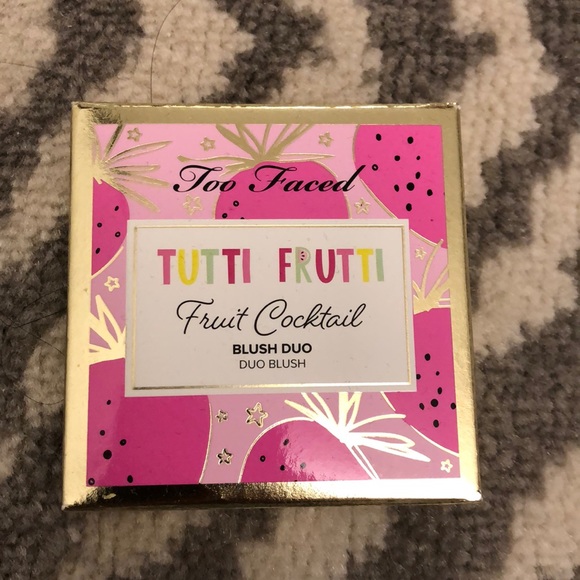 Too Faced
TUTTI FRUTTI
Fruit Cocktail
BLUSH DUO
DUO BLUSH